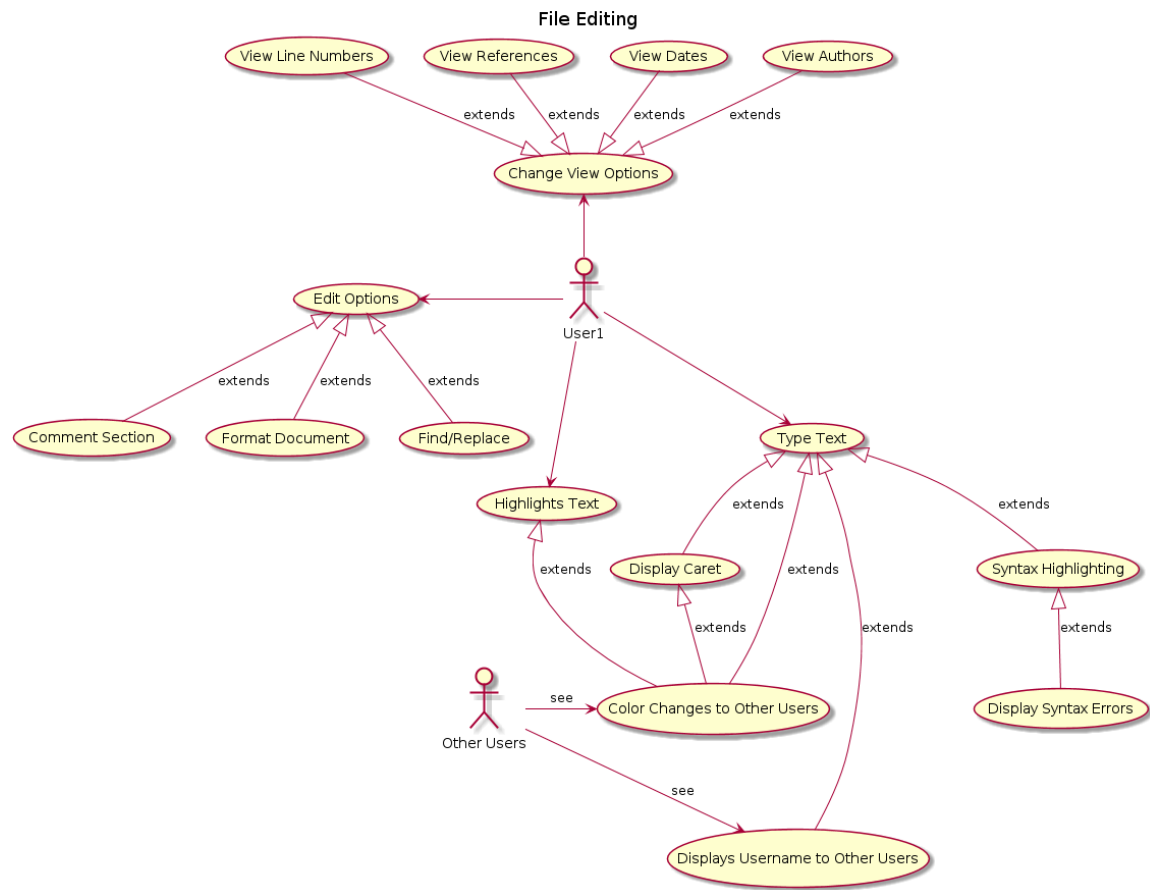 File Editing
View Line Numbers
View References
View Dates
View Authors
extends
extends
extends
extends
Change View Options
Edit Options
User1
extends
extends
extends
Comment Section
Format Document
Find/Replace
Type Text
Highlights Text
extends
extends
extends
extends
Display Caret
Syntax Highlighting
extends
extends
extends
see
Color Changes to Other Users
Display Syntax Errors
Other Users
see
Displays Username to Other Users